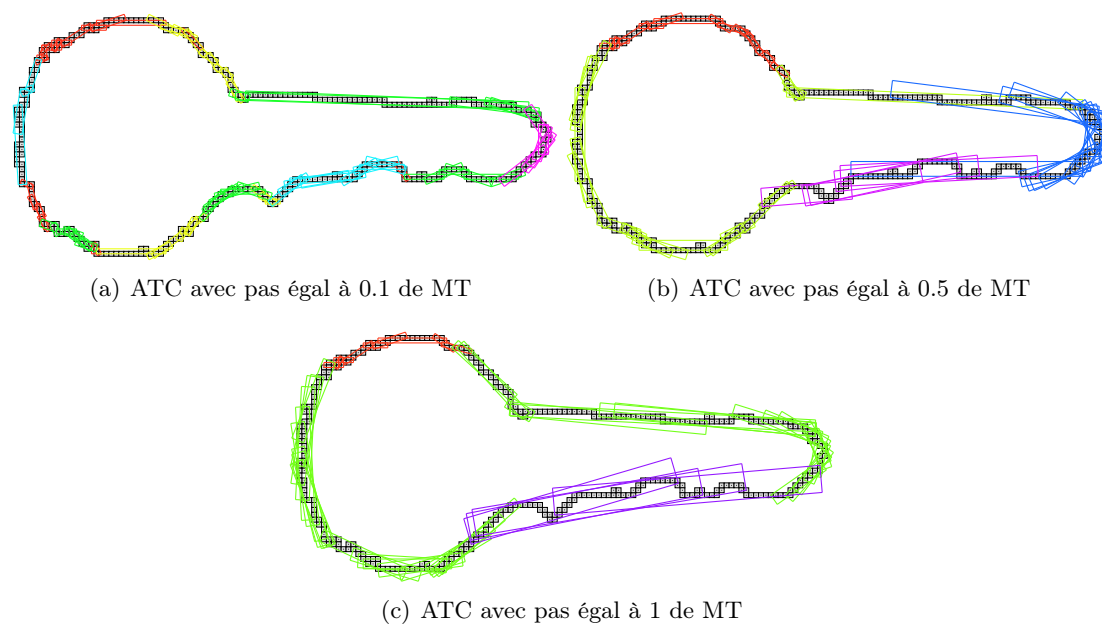 (a) ATC avec pas égal à 0.1 de MT
(b) ATC avec pas égal à 0.5 de MT
(c) ATC avec pas égal à 1 de MT